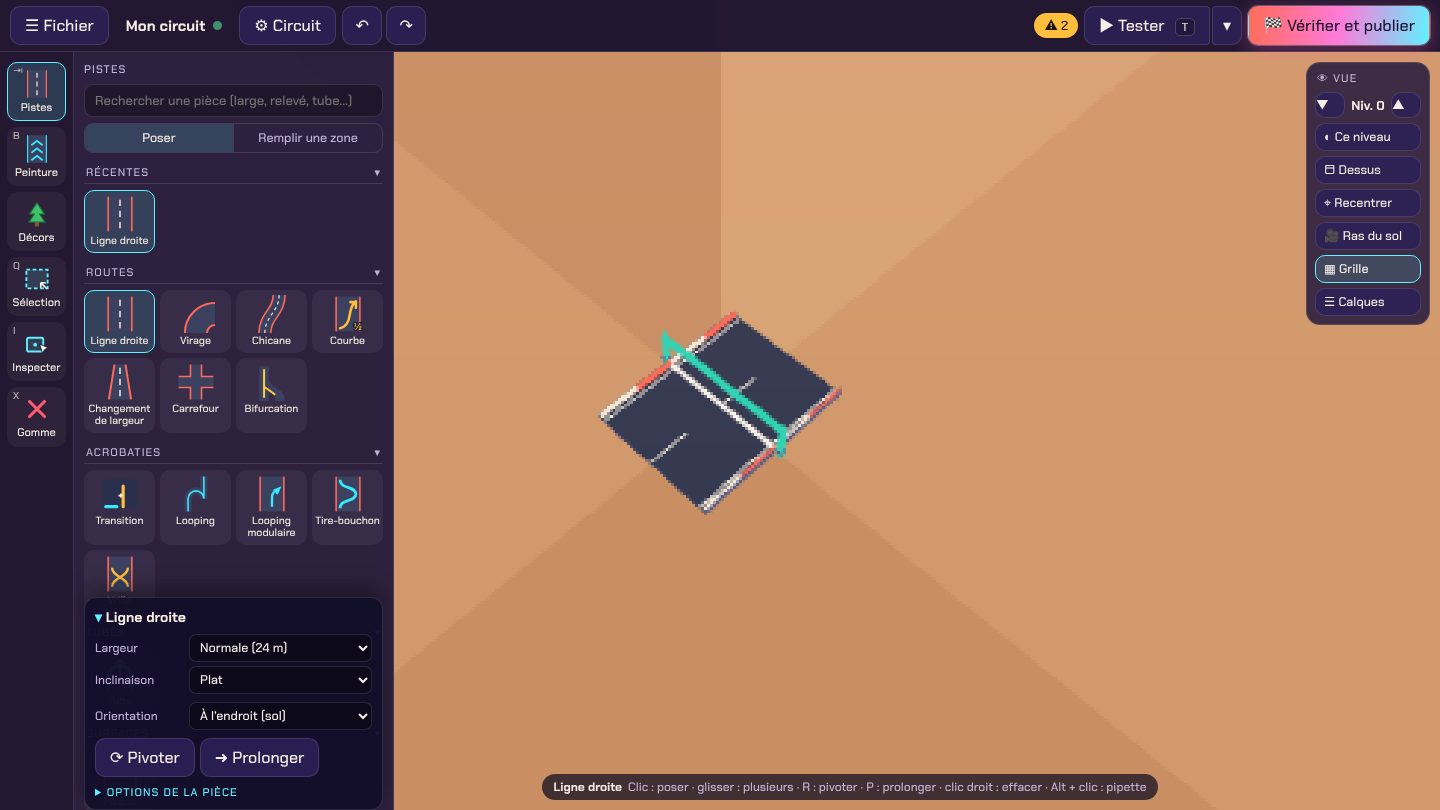 ☰ Fichier
Mon circuit
⚙ Circuit
↶
↷
⚠ 2
▶ Tester T
▼
🏁 Vérifier et publier
Pistes
B
Peinture
Décors
Q
Sélection
I
Inspecter
X
Gomme
PISTES
Rechercher une pièce (large, relevé, tube…)
Poser
Remplir une zone
RÉCENTES
Ligne droite
ROUTES
Ligne droite
Virage
Chicane
½
Courbe
Changement de largeur
Carrefour
Bifurcation
ACROBATIES
Transition
Looping
Looping modulaire
Tire-bouchon
▼ Ligne droite
Largeur
Normale (24 m)
Inclinaison
Plat
Orientation
À l'endroit (sol)
⟳ Pivoter
➜ Prolonger
▶ OPTIONS DE LA PIÈCE
👁 VUE
▼ Niv. 0 ▲
Ce niveau
Dessus
⌖ Recentrer
🎥 Ras du sol
▦ Grille
☰ Calques
Ligne droite Clic : poser · glisser : plusieurs · R : pivoter · P : prolonger · clic droit : effacer · Alt + clic : pipette